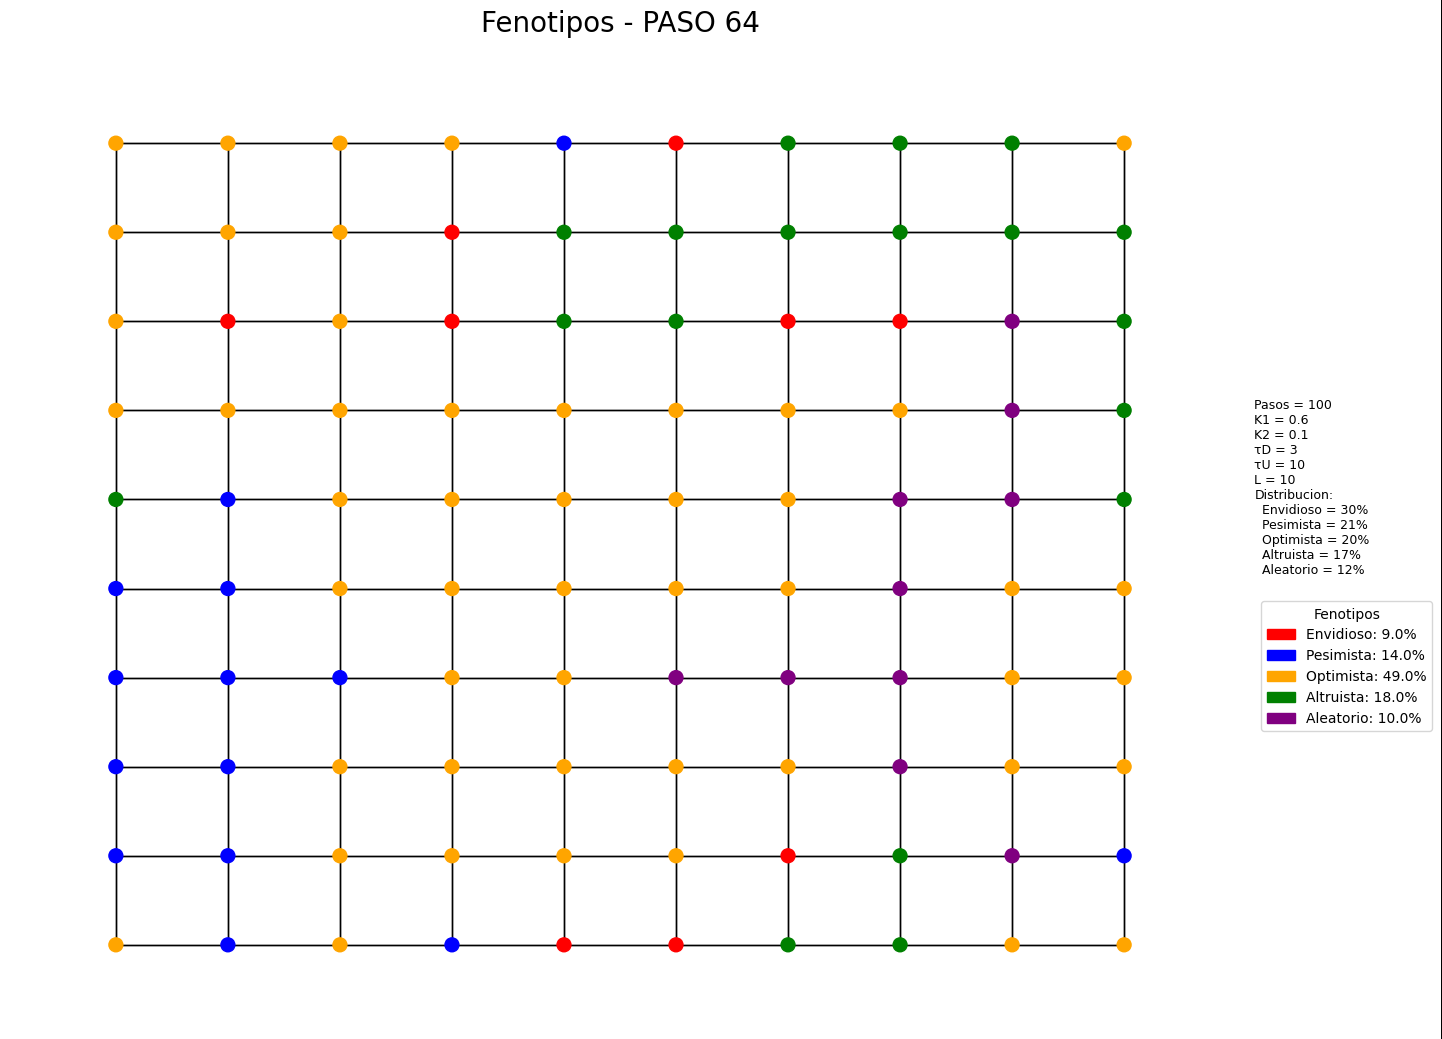 Fenotipos - PASO 64
Pasos = 100
K1 = 0.6
K2 = 0.1
τD = 3
τU = 10
L = 10
Distribucion:
Envidioso = 30%
Pesimista = 21%
Optimista = 20%
Altruista = 17%
Aleatorio = 12%
Fenotipos
Envidioso: 9.0%
Pesimista: 14.0%
Optimista: 49.0%
Altruista: 18.0%
Aleatorio: 10.0%